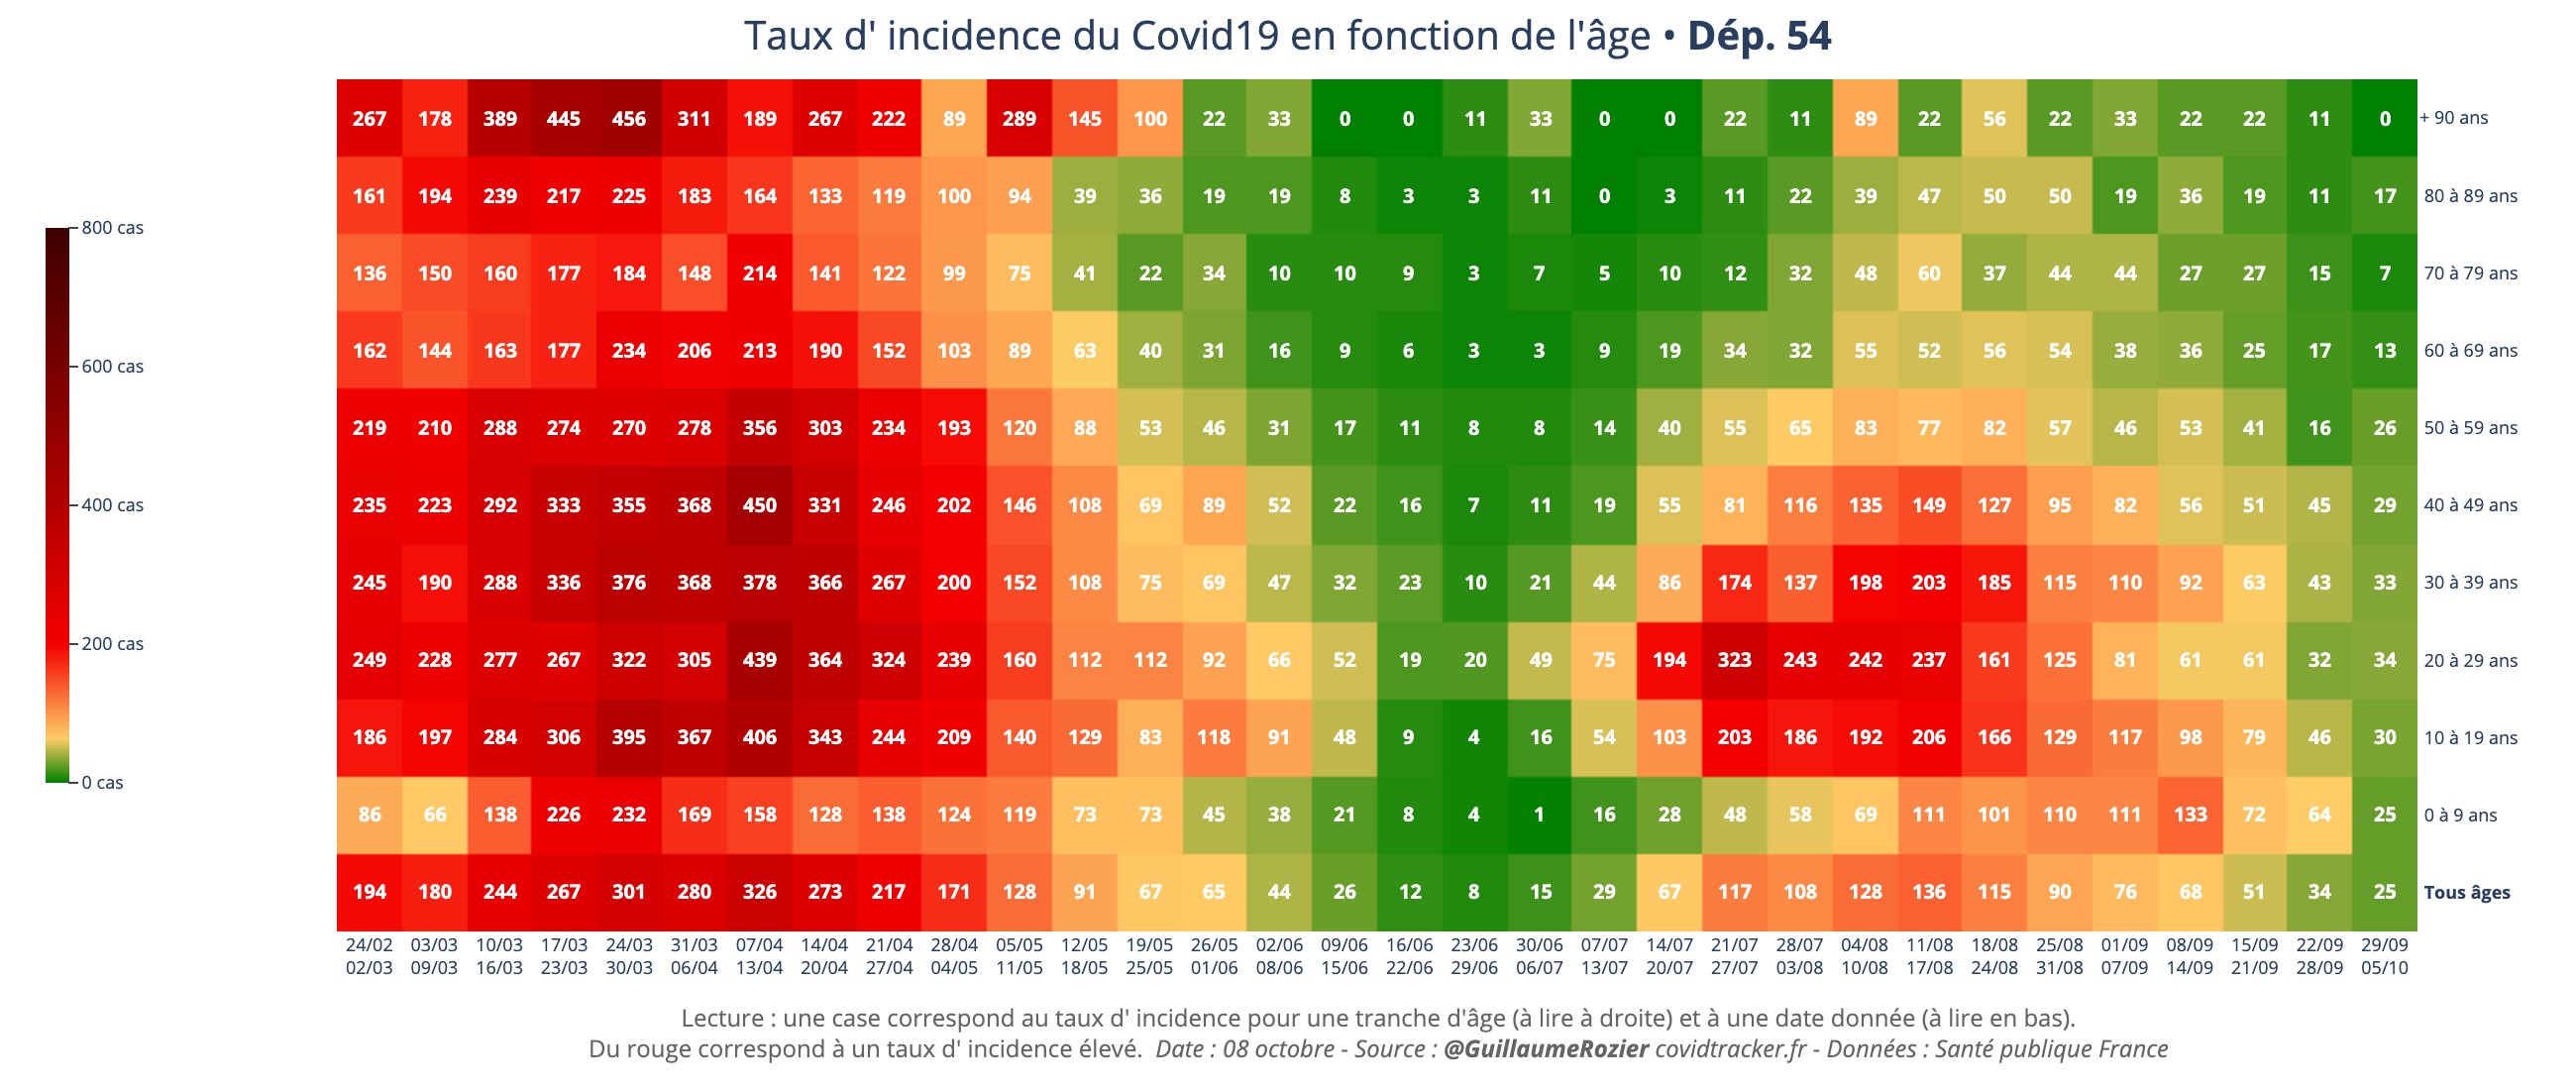 Taux d' incidence du Covid19 en fonction de l'âge • Dép. 54
267 178 389 445 456 311 189 267 222 89 289 145 100 22 33 0 0 11 33 0 0 22 11 89 22 56 22 33 22 22 11 0 + 90 ans
161 194 239 217 225 183 164 133 119 100 94 39 36 19 19 8 3 3 11 0 3 11 22 39 47 50 50 19 36 19 11 17 80 à 89 ans
800 cas
136 150 160 177 184 148 214 141 122 99 75 41 22 34 10 10 9 3 7 5 10 12 32 48 60 37 44 44 27 27 15 7 70 à 79 ans
162 144 163 177 234 206 213 190 152 103 89 63 40 31 16 9 6 3 3 9 19 34 32 55 52 56 54 38 36 25 17 13 60 à 69 ans
600 cas
219 210 288 274 270 278 356 303 234 193 120 88 53 46 31 17 11 8 8 14 40 55 65 83 77 82 57 46 53 41 16 26 50 à 59 ans
400 cas
235 223 292 333 355 368 450 331 246 202 146 108 69 89 52 22 16 7 11 19 55 81 116 135 149 127 95 82 56 51 45 29 40 à 49 ans
245 190 288 336 376 368 378 366 267 200 152 108 75 69 47 32 23 10 21 44 86 174 137 198 203 185 115 110 92 63 43 33 30 à 39 ans
200 cas
249 228 277 267 322 305 439 364 324 239 160 112 112 92 66 52 19 20 49 75 194 323 243 242 237 161 125 81 61 61 32 34 20 à 29 ans
186 197 284 306 395 367 406 343 244 209 140 129 83 118 91 48 9 4 16 54 103 203 186 192 206 166 129 117 98 79 46 30 10 à 19 ans
0 cas
86 66 138 226 232 169 158 128 138 124 119 73 73 45 38 21 8 4 1 16 28 48 58 69 111 101 110 111 133 72 64 25 0 à 9 ans
194 180 244 267 301 280 326 273 217 171 128 91 67 65 44 26 12 8 15 29 67 117 108 128 136 115 90 76 68 51 34 25 Tous âges
24/02 03/03 10/03 17/03 24/03 31/03 07/04 14/04 21/04 28/04 05/05 12/05 19/05 26/05 02/06 09/06 16/06 23/06 30/06 07/07 14/07 21/07 28/07 04/08 11/08 18/08 25/08 01/09 08/09 15/09 22/09 29/09
02/03 09/03 16/03 23/03 30/03 06/04 13/04 20/04 27/04 04/05 11/05 18/05 25/05 01/06 08/06 15/06 22/06 29/06 06/07 13/07 20/07 27/07 03/08 10/08 17/08 24/08 31/08 07/09 14/09 21/09 28/09 05/10
Lecture : une case correspond au taux d' incidence pour une tranche d'âge (à lire à droite) et à une date donnée (à lire en bas).
Du rouge correspond à un taux d' incidence élevé. Date : 08 octobre - Source : @GuillaumeRozier covidtracker.fr - Données : Santé publique France